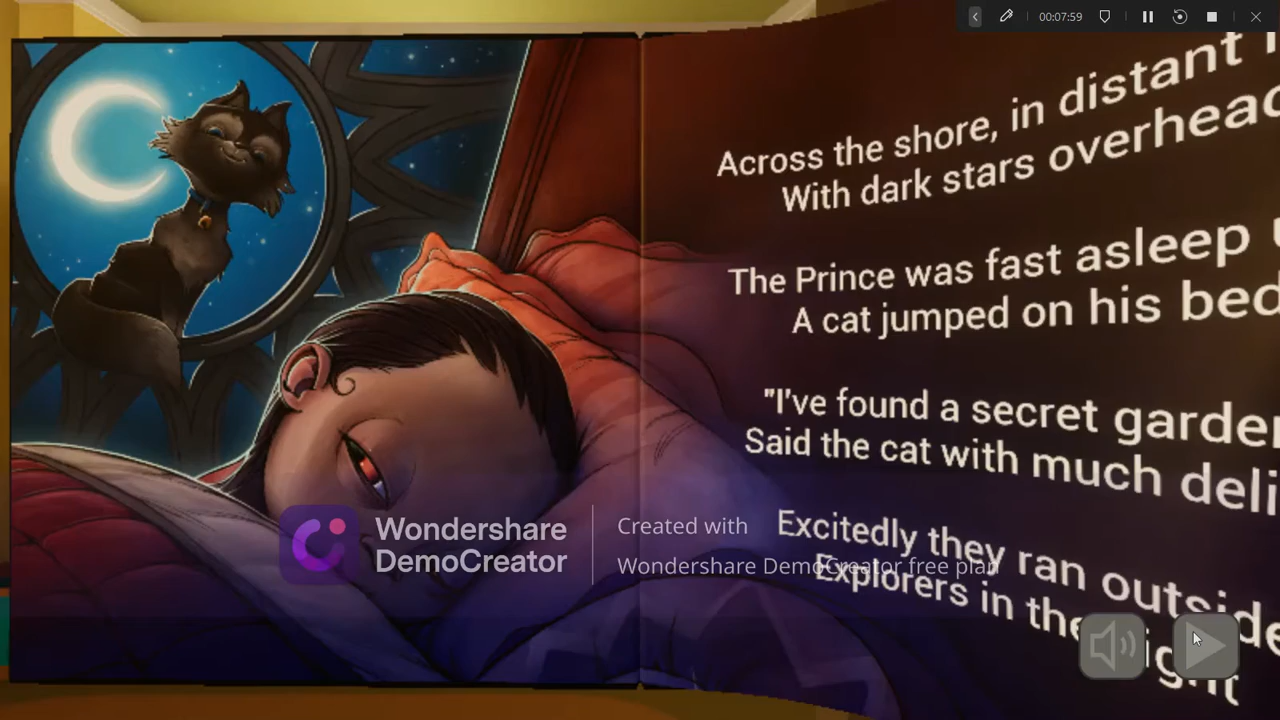 00:07:59
Across the shore, in distant
With dark stars overhead
The Prince was fast asleep
A cat jumped on his bed
"I've found a secret garden
Said the cat with much
Excitedly they ran outside
Explorers in the night
Wondershare
DemoCreator
Created with
Wondershare DemoCreator free plan